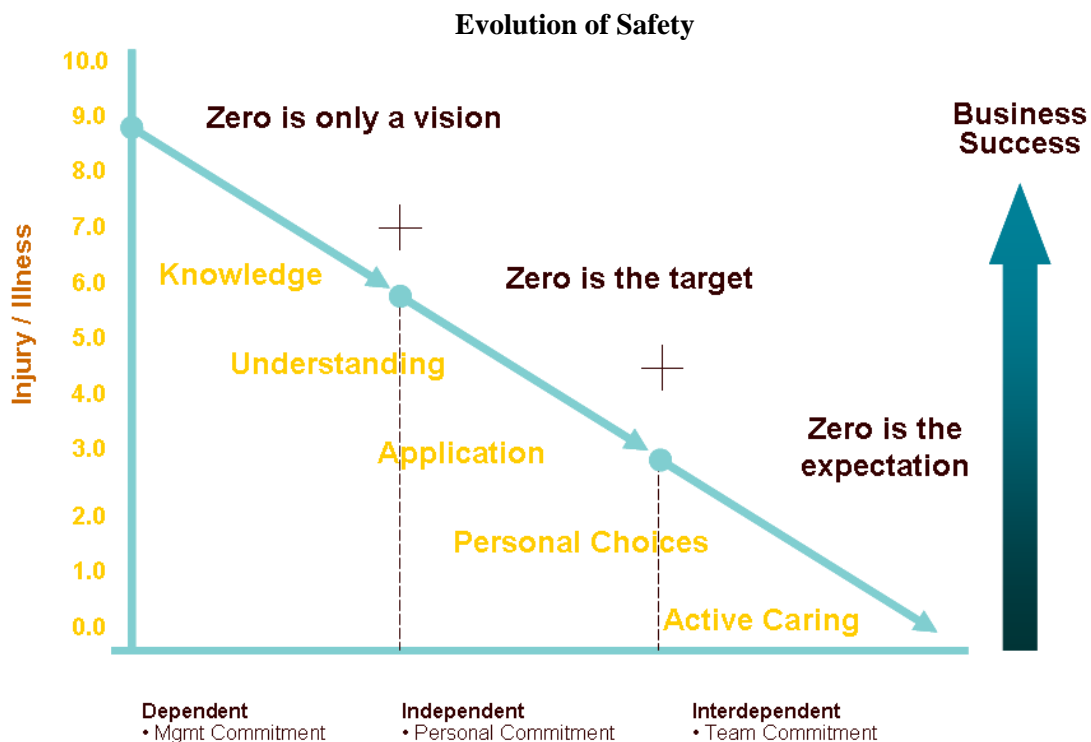 Evolution of Safety
10.0
9.0
8.0
7.0
6.0
5.0
4.0
3.0
2.0
1.0
0.0
Injury / Illness
Zero is only a vision
Zero is the target
Zero is the
expectation
Business
Success
Knowledge
Understanding
Application
Personal Choices
Active Caring
Dependent
• Mgmt Commitment
Independent
• Personal Commitment
Interdependent
• Team Commitment